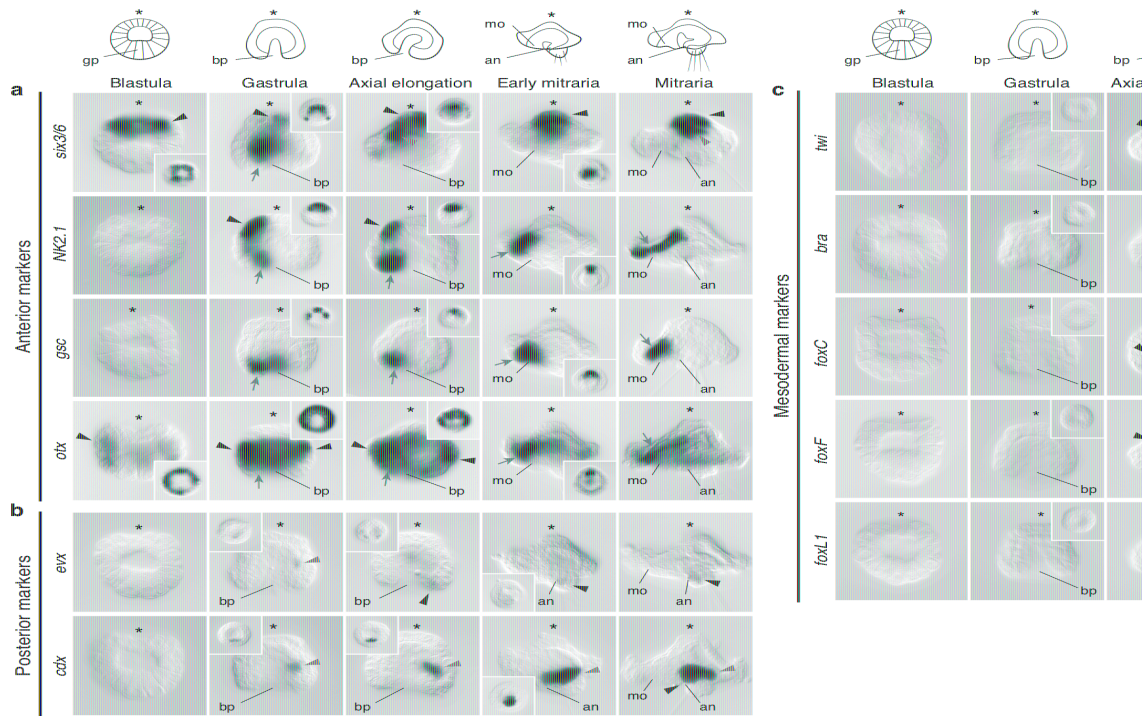 * * * * * * *
gp bp bp mo an mo an gp bp bp
Blastula Gastrula Axial elongation Early mitraria Mitraria
a
Anterior markers
six3/6
* * * * *
bp bp mo mo an
NK2.1
* * * * *
bp bp mo mo an
gsc
* * * * *
bp bp mo mo an
otx
* * * * *
bp bp mo mo an
b
Posterior markers
evx
* * * * *
bp bp an mo an
cdx
* * * * *
bp bp an mo an
c
Blastula Gastrula Axia
Mesodermal markers
twi
* *
bp
bra
* *
bp
foxC
* *
bp
foxF
* *
bp
foxL1
* *
bp